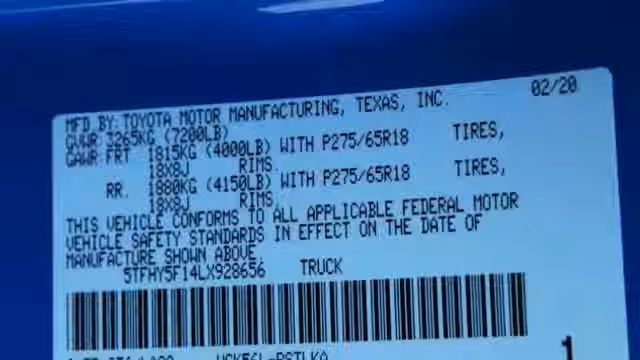 MFD BY: TOYOTA MOTOR MANUFACTURING, TEXAS, INC. 02/20
GVWR 3265KG (7200LB)
GAWR FRT 1815KG (4000LB) WITH P275/65R18 TIRES,
18X8J RIMS,
RR. 1880KG (4150LB) WITH P275/65R18 TIRES,
18X8J RIMS,
THIS VEHICLE CONFORMS TO ALL APPLICABLE FEDERAL MOTOR
VEHICLE SAFETY STANDARDS IN EFFECT ON THE DATE OF
MANUFACTURE SHOWN ABOVE.
5TFHY5F14LX928656 TRUCK
1